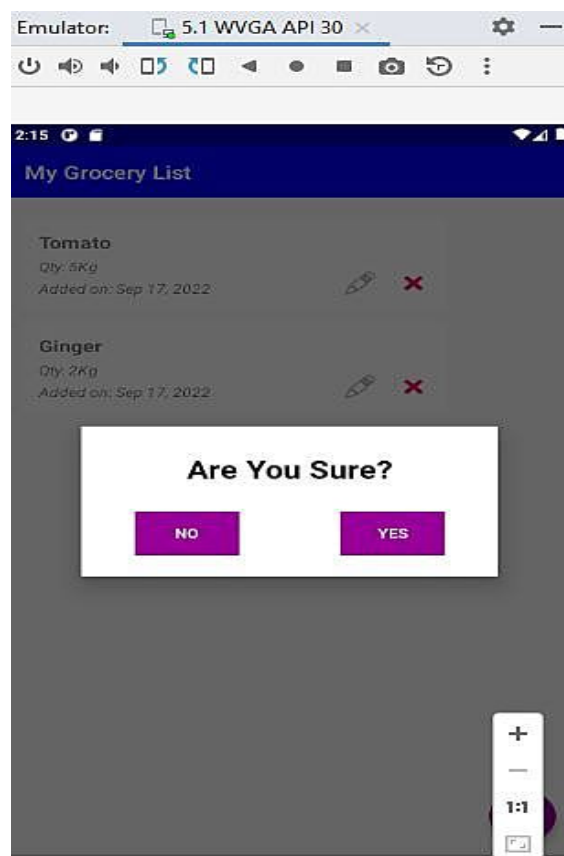 Emulator: 5.1 WVGA API 30
2:15
My Grocery List
Tomato
Qty: 5Kg
Added on: Sep 17, 2022
Ginger
Qty: 2Kg
Added on: Sep 17, 2022
Are You Sure?
NO YES
1:1